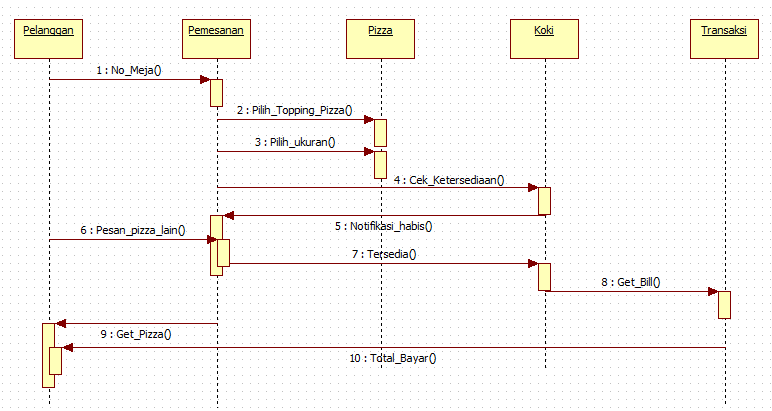 Pelanggan
Pemesanan
Pizza
Koki
Transaksi
1 : No_Meja()
2 : Pilih_Topping_Pizza()
3 : Pilih_ukuran()
4 : Cek_Ketersediaan()
5 : Notifikasi_habis()
6 : Pesan_pizza_lain()
7 : Tersedia()
8 : Get_Bill()
9 : Get_Pizza()
10 : Total_Bayar()